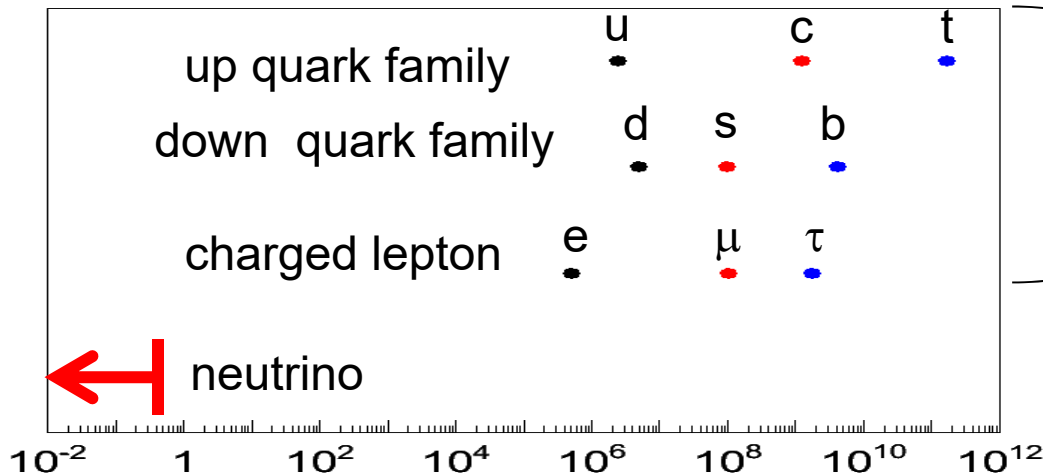 u c t
up quark family
d s b
down quark family
e μ τ
charged lepton
neutrino
10⁻² 1 10² 10⁴ 10⁶ 10⁸ 10¹⁰ 10¹²